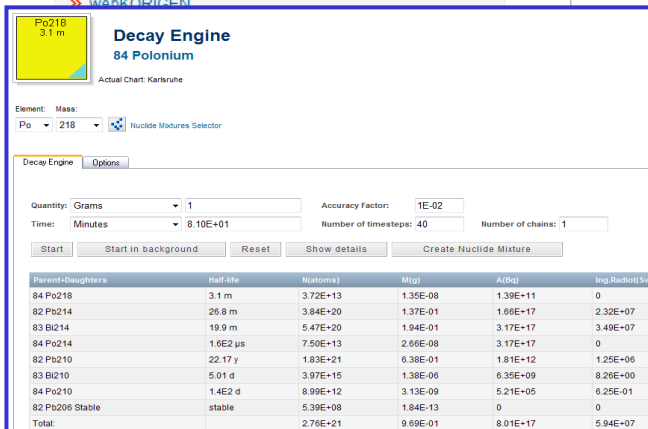 » webKORIGEN
Po218
3.1 m
Decay Engine
84 Polonium
Actual Chart: Karlsruhe
Element: Mass:
Po 218 Nuclide Mixtures Selector
Decay Engine Options
Quantity: Grams 1 Accuracy Factor: 1E-02
Time: Minutes 8.10E+01 Number of timesteps: 40 Number of chains: 1
Start Start in background Reset Show details Create Nuclide Mixture
Parent+Daughters Half-life N(atoms) M(g) A(Bq) Ing.Radiot(Sv
84 Po218 3.1 m 3.72E+13 1.35E-08 1.39E+11 0
82 Pb214 26.8 m 3.84E+20 1.37E-01 1.66E+17 2.32E+07
83 Bi214 19.9 m 5.47E+20 1.94E-01 3.17E+17 3.49E+07
84 Po214 1.6E2 µs 7.50E+13 2.66E-08 3.17E+17 0
82 Pb210 22.17 y 1.83E+21 6.38E-01 1.81E+12 1.25E+06
83 Bi210 5.01 d 3.97E+15 1.38E-06 6.35E+09 8.26E+00
84 Po210 1.4E2 d 8.99E+12 3.13E-09 5.21E+05 6.25E-01
82 Pb206 Stable stable 5.39E+08 1.84E-13 0 0
Total: 2.76E+21 9.69E-01 8.01E+17 5.94E+07